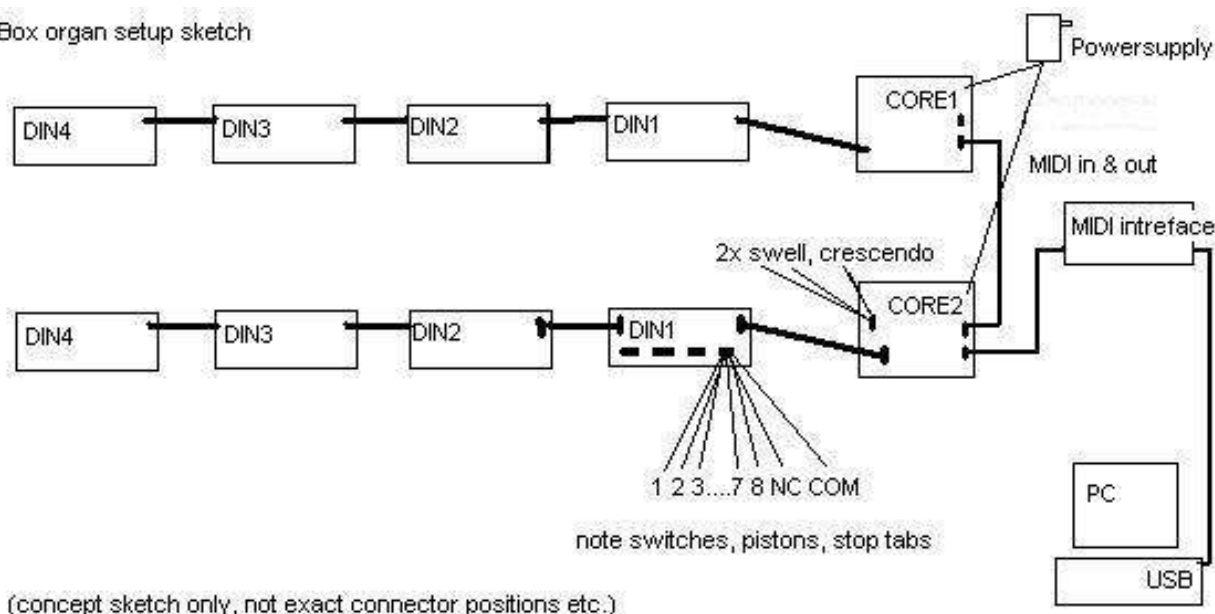 Box organ setup sketch
Powersupply
CORE1
DIN4 DIN3 DIN2 DIN1
MIDI in & out
MIDI intreface
2x swell, crescendo
CORE2
DIN4 DIN3 DIN2 DIN1
1 2 3....7 8 NC COM
PC
note switches, pistons, stop tabs
USB
(concept sketch only, not exact connector positions etc.)